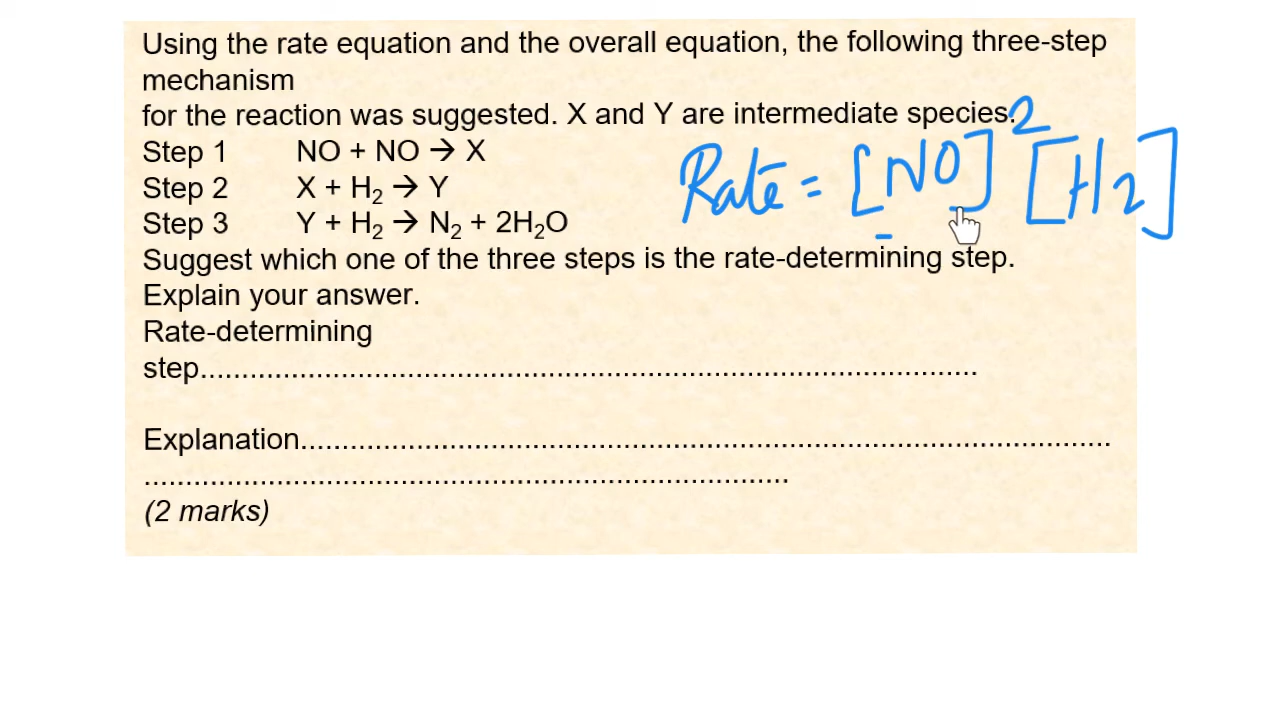 Using the rate equation and the overall equation, the following three-step
mechanism
for the reaction was suggested. X and Y are intermediate species.
Step 1 NO + NO → X
Step 2 X + H₂ → Y
Step 3 Y + H₂ → N₂ + 2H₂O
Rate = [NO]² [H₂]
Suggest which one of the three steps is the rate-determining step.
Explain your answer.
Rate-determining
step...............................................................................................
Explanation...................................................................................................
...............................................................................
(2 marks)